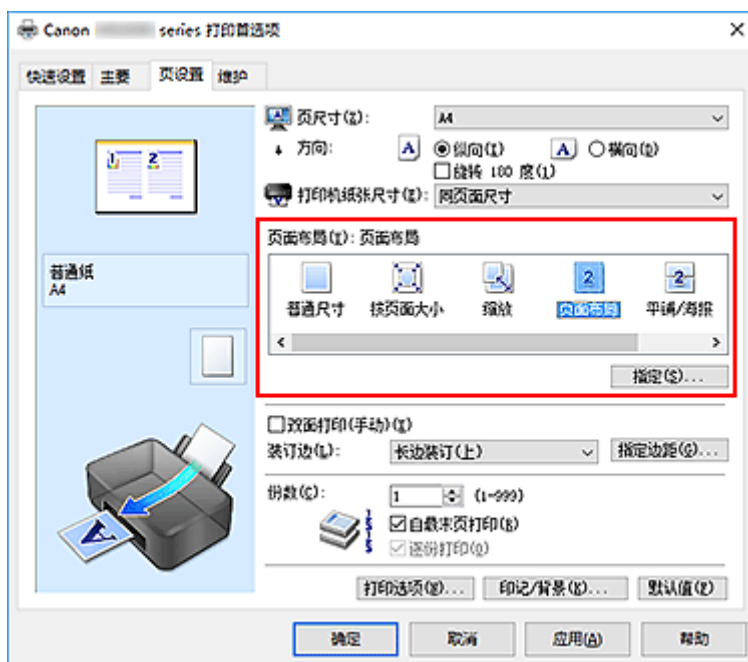 Canon series 打印首选项
快速设置 主要 页设置 维护
1 2
普通纸
A4
页尺寸(Z): A4
方向: A 纵向(I) A 横向(D)
旋转 180 度(1)
打印机纸张尺寸(E): 同页面尺寸
页面布局(I): 页面布局
2 2
普通尺寸 按页面大小 缩放 页面布局 平铺/海报
指定(S)...
双面打印(手动)(X)
装订边(L): 长边装订(上) 指定边距(G)...
份数(C): 1 (1-999)
自最末页打印(R)
逐份打印(O)
打印选项(N)... 印记/背景(K)... 默认值(F)
确定 取消 应用(A) 帮助